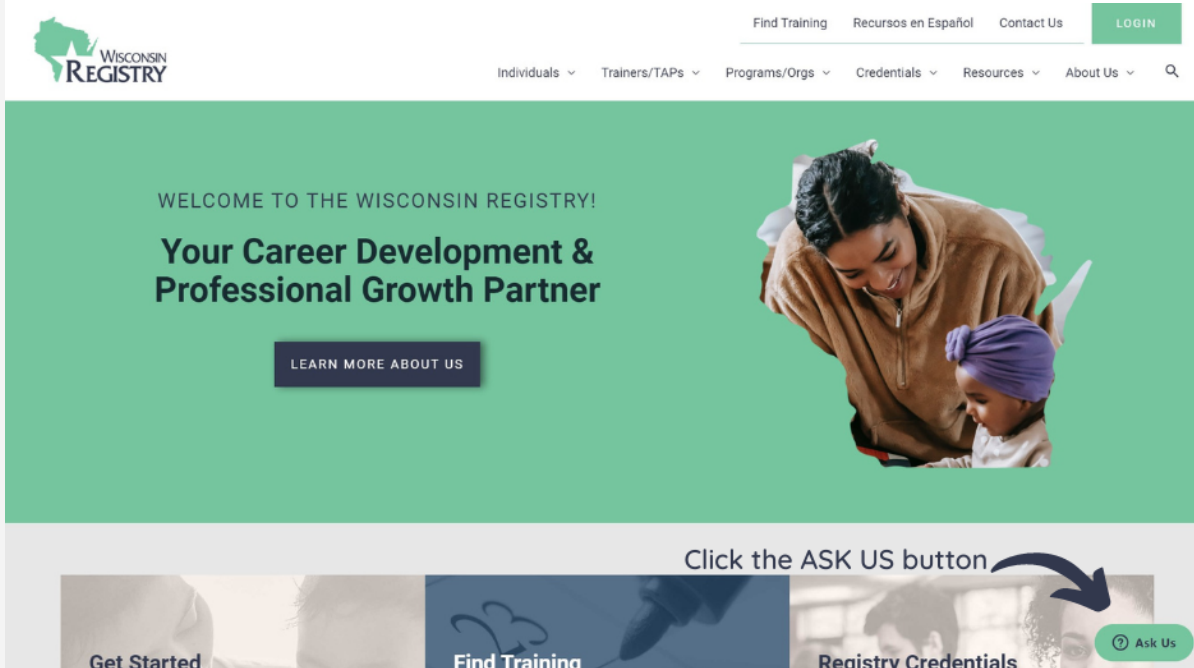 Find Training Recursos en Español Contact Us LOGIN
WISCONSIN
REGISTRY
Individuals Trainers/TAPs Programs/Orgs Credentials Resources About Us
WELCOME TO THE WISCONSIN REGISTRY!
Your Career Development &
Professional Growth Partner
LEARN MORE ABOUT US
Click the ASK US button
Get Started Find Training Registry Credentials
Ask Us